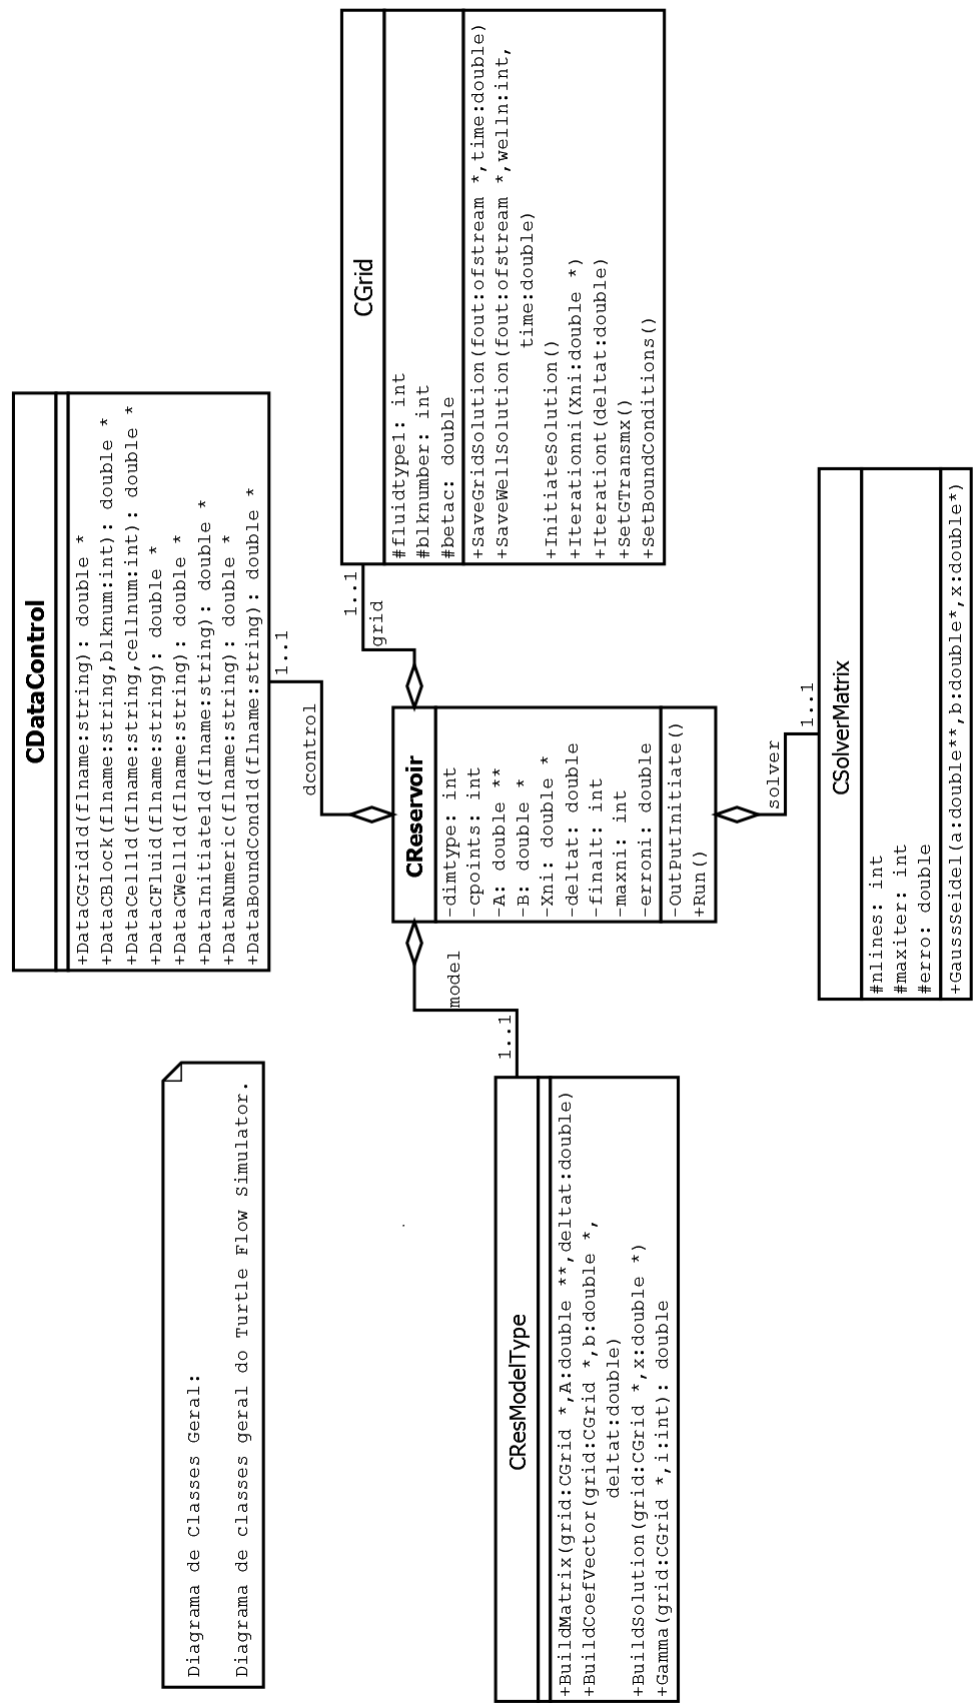 Diagrama de Classes Geral:
Diagrama de classes geral do Turtle Flow Simulator.
CDataControl
+DataCGrid1d(flname:string): double *
+DataCBlock(flname:string,blknum:int): double *
+DataCell1d(flname:string,cellnum:int): double *
+DataCFluid(flname:string): double *
+DataCWell1d(flname:string): double *
+DataInitiate1d(flname:string): double *
+DataNumeric(flname:string): double *
+DataBoundCond1d(flname:string): double *
dcontrol
1..1
CResModelType
+BuildMatrix(grid:CGrid *,A:double **,deltat:double)
+BuildCoefVector(grid:CGrid *,b:double *,
deltat:double)
+BuildSolution(grid:CGrid *,x:double *)
+Gamma(grid:CGrid *,i:int): double
1..1
model
CReservoir
-dimtype: int
-cpoints: int
-A: double **
-B: double *
-Xni: double *
-deltat: double
-finalt: int
-maxni: int
-erroni: double
-OutPutInitiate()
+Run()
grid
1..1
CGrid
#fluidtype1: int
#blknumber: int
#betac: double
+SaveGridSolution(fout:ofstream *,time:double)
+SaveWellSolution(fout:ofstream *,welln:int,
time:double)
+InitiateSolution()
+Iterationni(Xni:double *)
+Iterationt(deltat:double)
+SetGTransmx()
+SetBoundConditions()
solver
1..1
CSolverMatrix
#nlines: int
#maxiter: int
#erro: double
+GaussSeidel(a:double**,b:double*,x:double*)